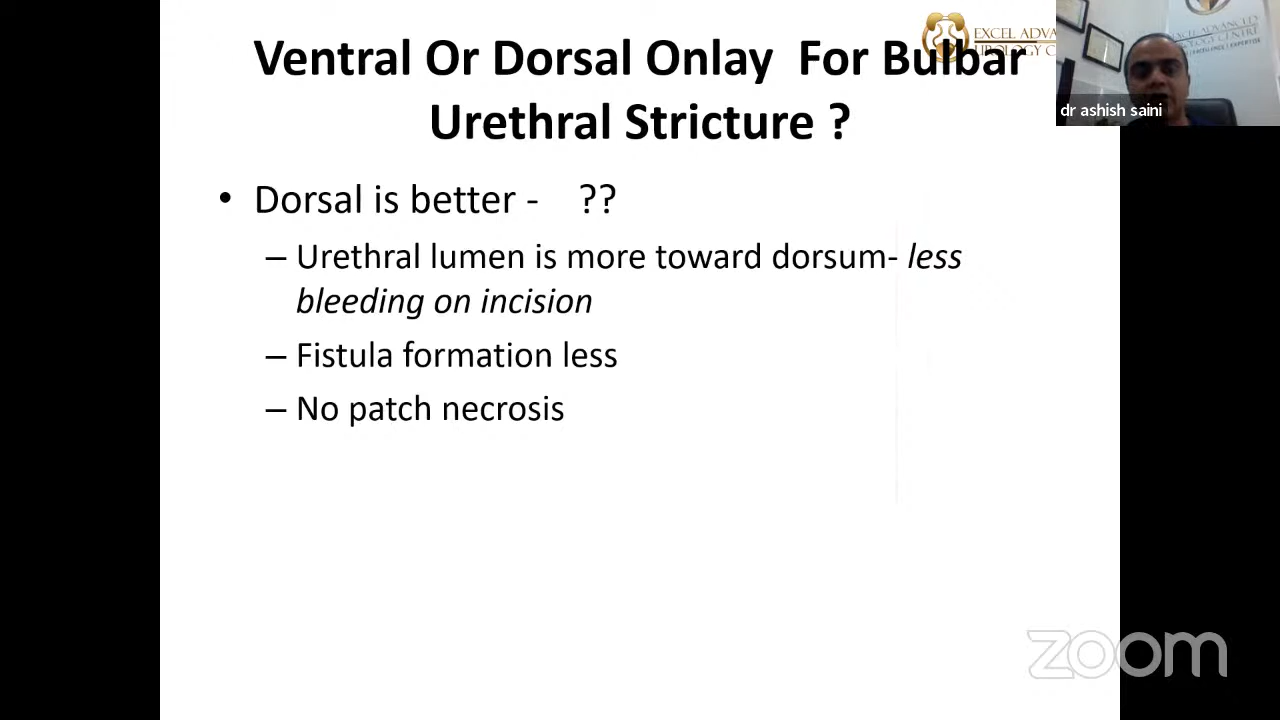 Ventral Or Dorsal Onlay For Bulbar
Urethral Stricture ?
• Dorsal is better - ??
– Urethral lumen is more toward dorsum- less
bleeding on incision
– Fistula formation less
– No patch necrosis
EXCEL ADVA
dr ashish saini
zoom